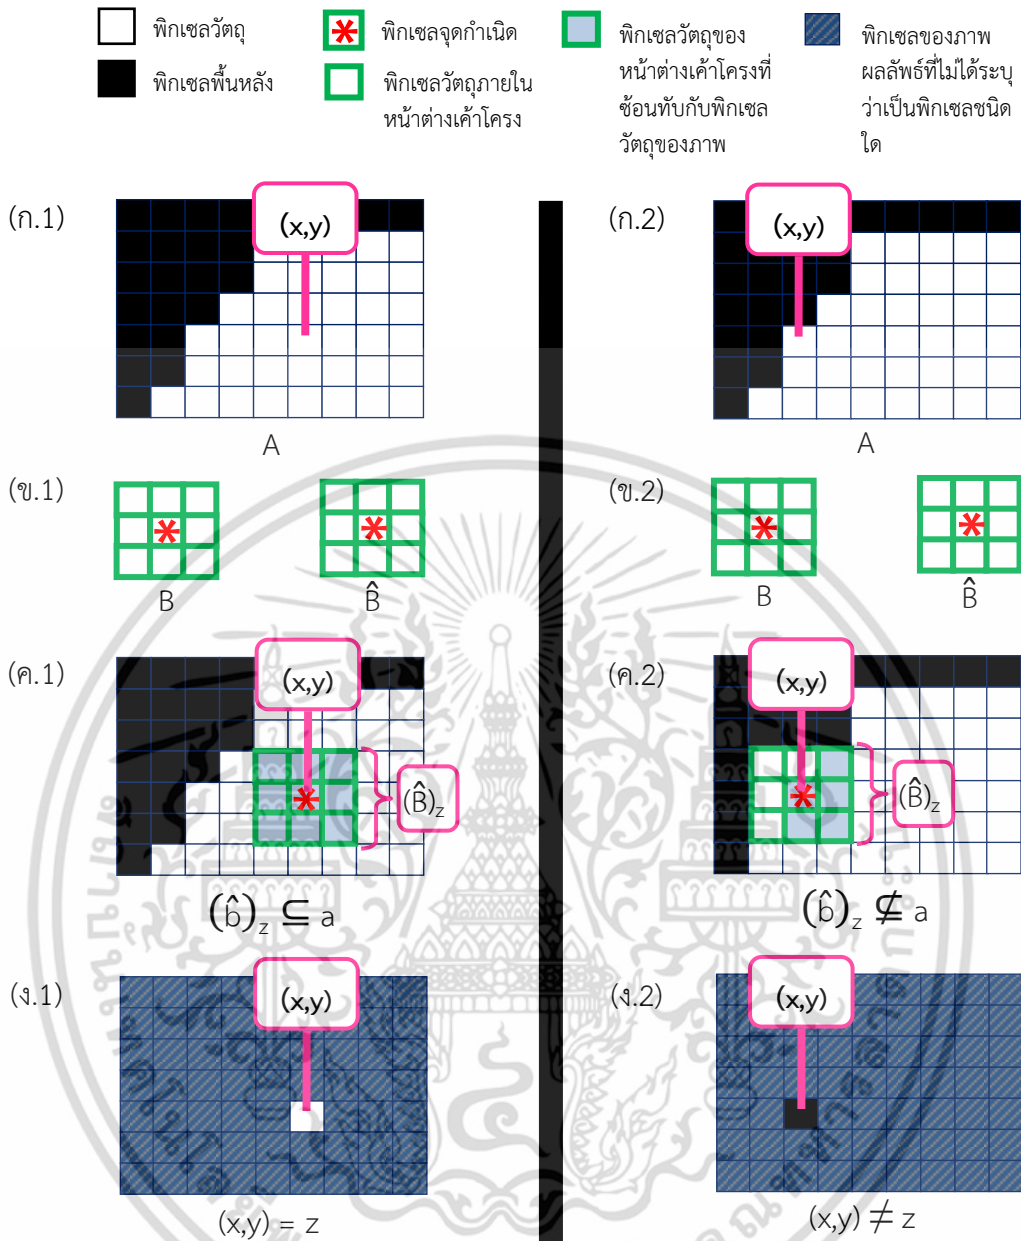 พิกเซลวัตถุ
พิกเซลพื้นหลัง
พิกเซลจุดกำเนิด
พิกเซลวัตถุภายใน
หน้าต่างเค้าโครง
พิกเซลวัตถุของ
หน้าต่างเค้าโครงที่
ซ้อนทับกับพิกเซล
วัตถุของภาพ
พิกเซลของภาพ
ผลลัพธ์ที่ไม่ได้ระบุ
ว่าเป็นพิกเซลชนิด
ใด
(ก.1)
(x,y)
A
(ก.2)
(x,y)
A
(ข.1)
B
B̂
(ข.2)
B
B̂
(ค.1)
(x,y)
(B̂)z
(b̂)z ⊆ a
(ค.2)
(x,y)
(B̂)z
(b̂)z ⊈ a
(ง.1)
(x,y)
(x,y) = z
(ง.2)
(x,y)
(x,y) ≠ z